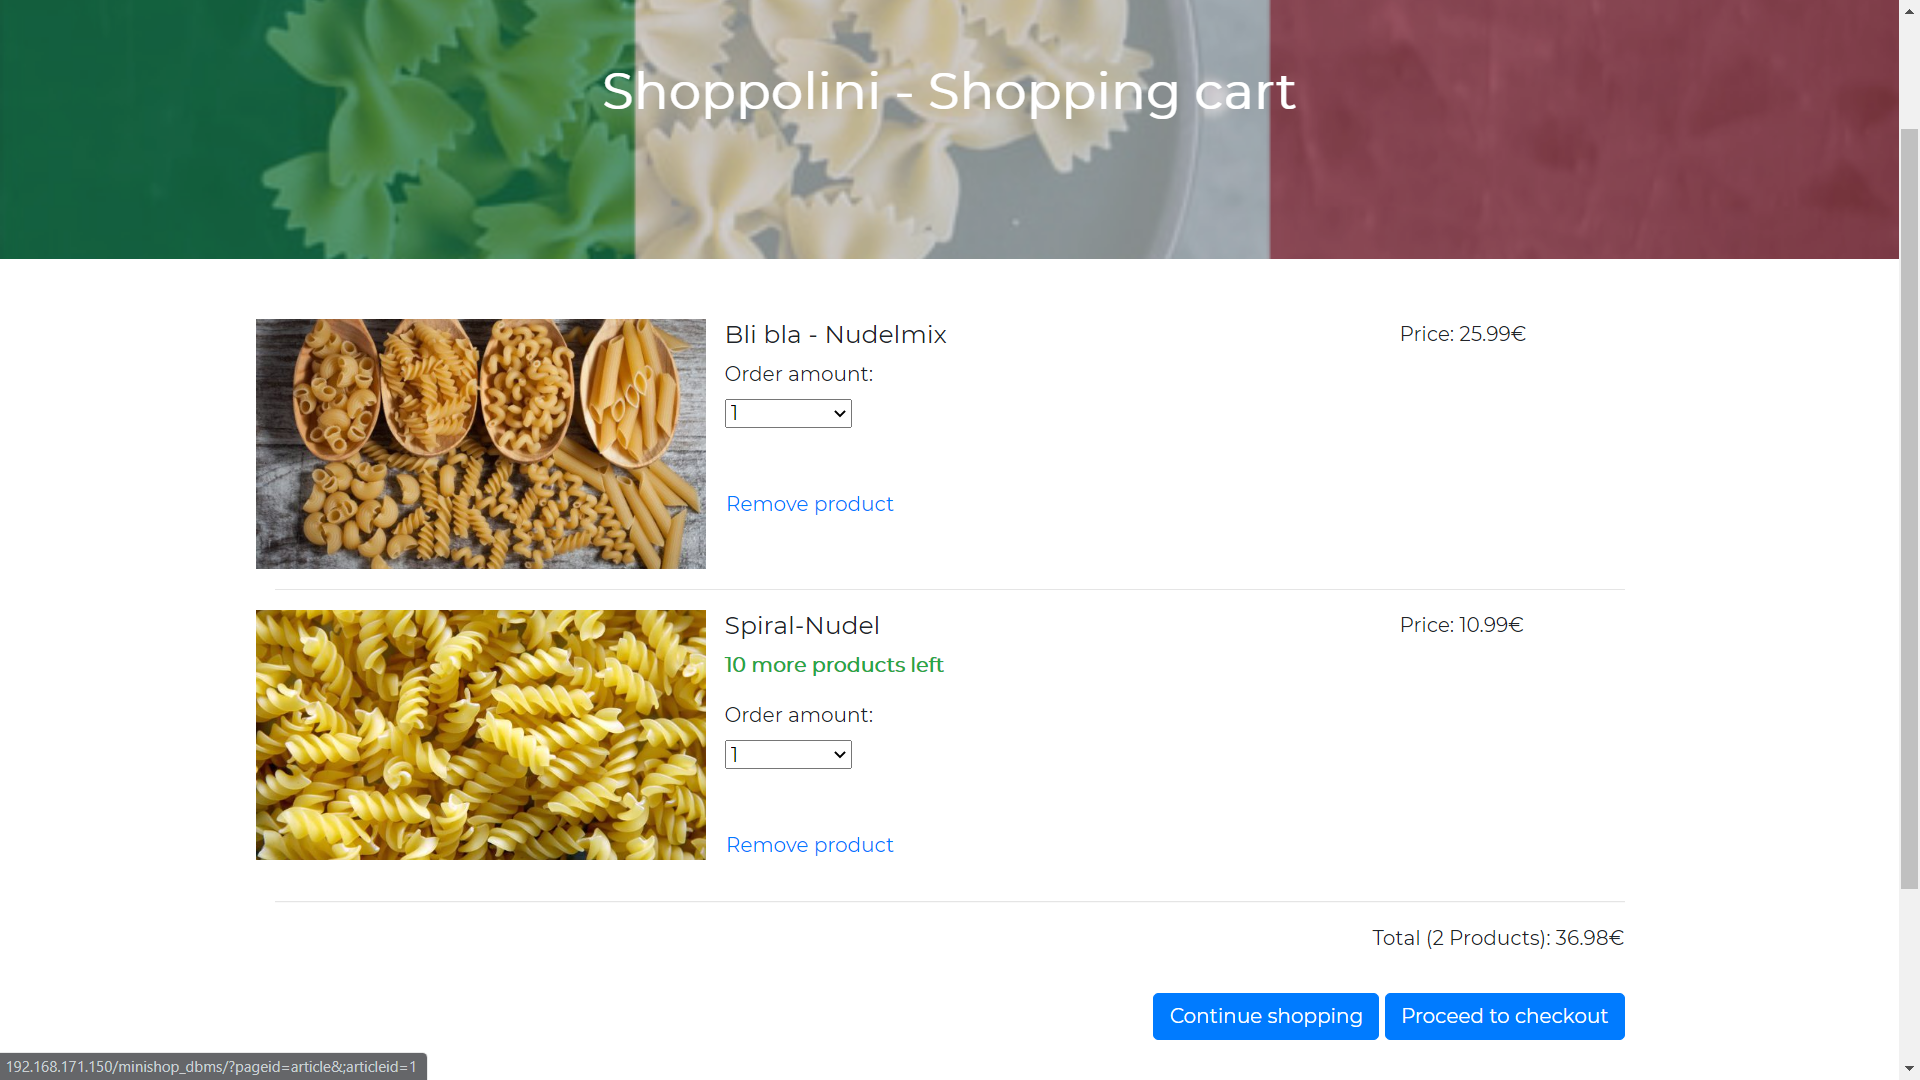 Shoppolini - Shopping cart
Bli bla - Nudelmix
Price: 25.99€
Order amount:
1
Remove product
Spiral-Nudel
Price: 10.99€
10 more products left
Order amount:
1
Remove product
Total (2 Products): 36.98€
Continue shopping
Proceed to checkout
192.168.171.150/minishop_dbms/?pageid=article&;articleid=1